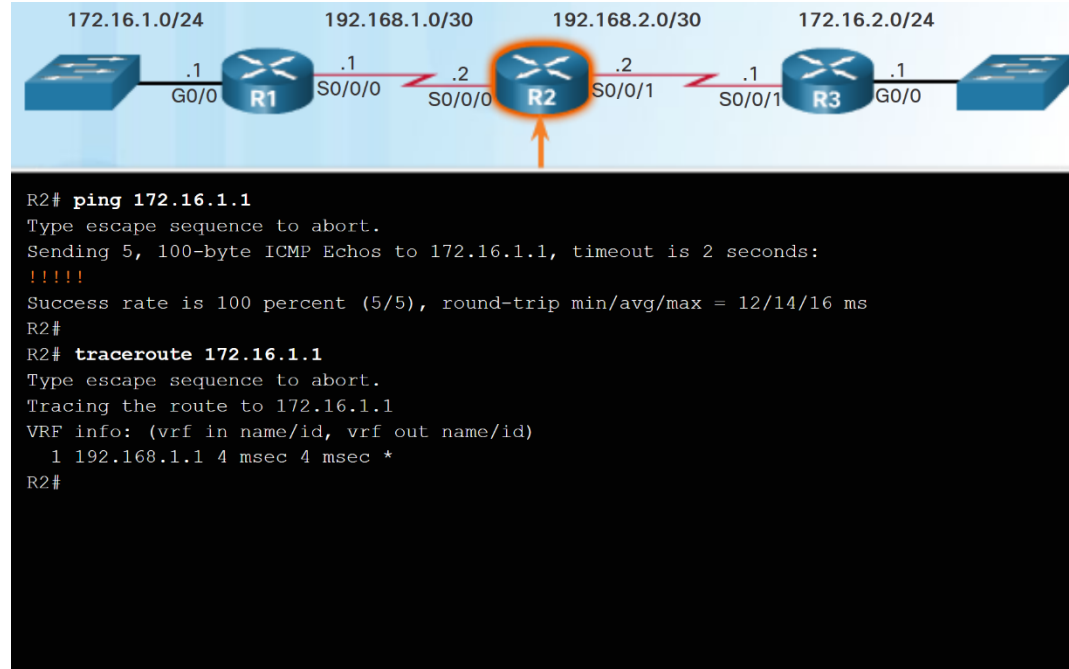 172.16.1.0/24 192.168.1.0/30 192.168.2.0/30 172.16.2.0/24
.1 .1 .2 .2 .1 .1
G0/0 R1 S0/0/0 S0/0/0 R2 S0/0/1 S0/0/1 R3 G0/0
R2# ping 172.16.1.1
Type escape sequence to abort.
Sending 5, 100-byte ICMP Echos to 172.16.1.1, timeout is 2 seconds:
!!!!!
Success rate is 100 percent (5/5), round-trip min/avg/max = 12/14/16 ms
R2#
R2# traceroute 172.16.1.1
Type escape sequence to abort.
Tracing the route to 172.16.1.1
VRF info: (vrf in name/id, vrf out name/id)
  1 192.168.1.1 4 msec 4 msec *
R2#